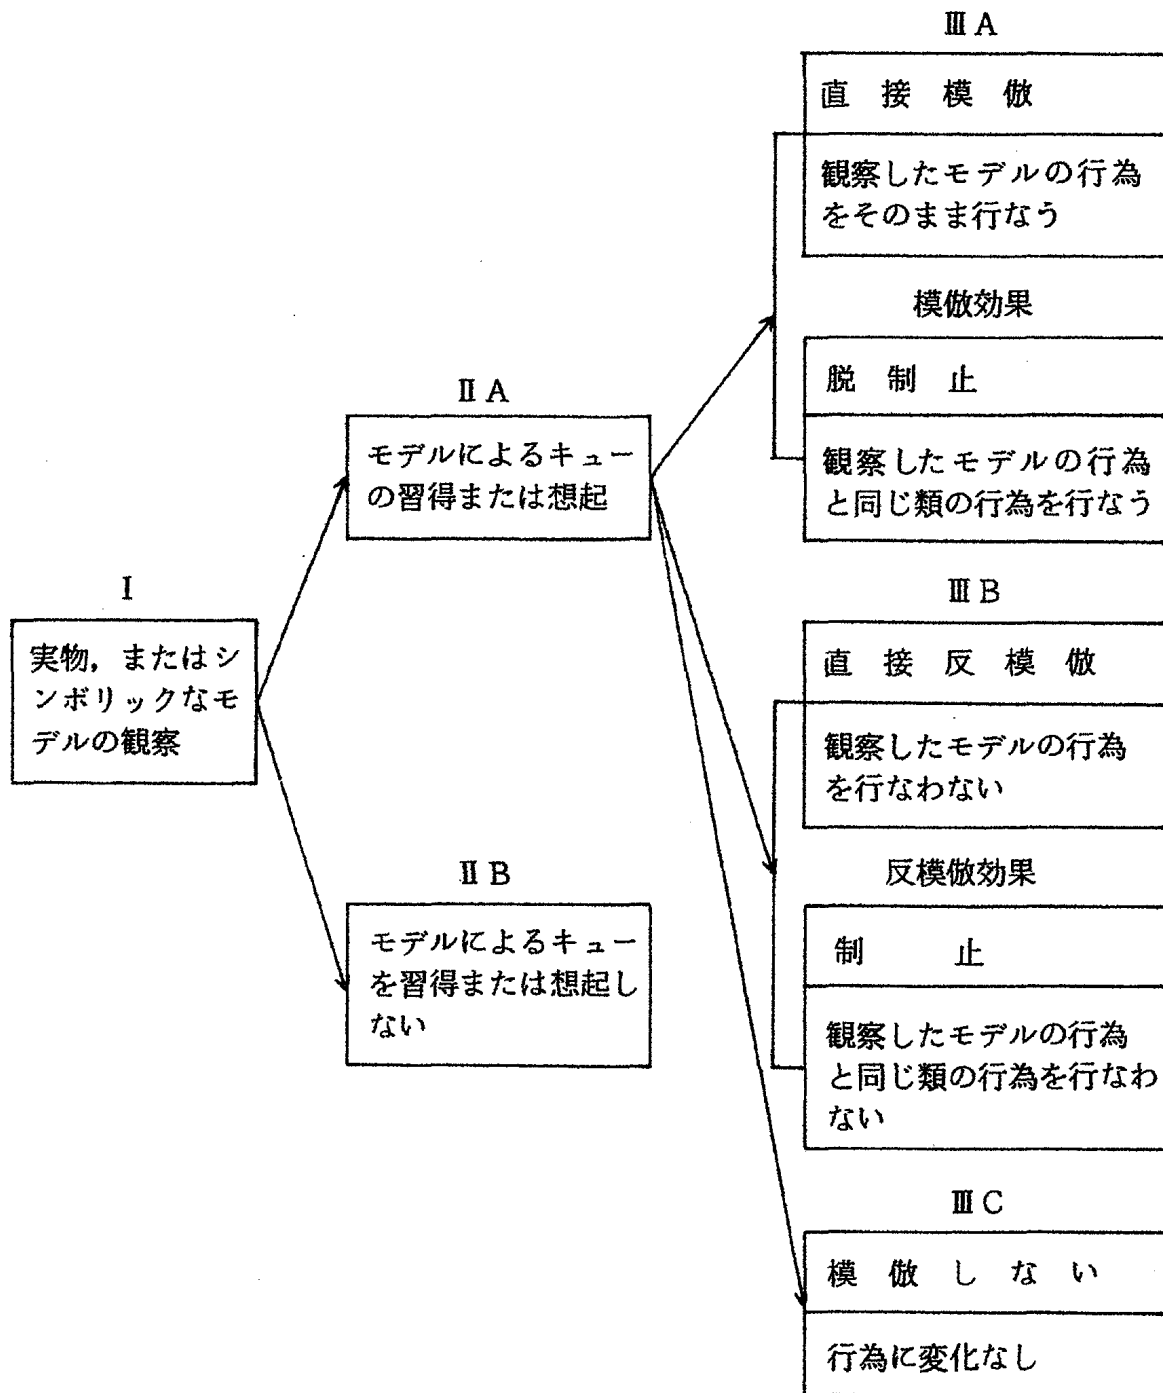 Ⅰ
実物，またはシ
ンボリックなモ
デルの観察
ⅡA
モデルによるキュー
の習得または想起
ⅡB
モデルによるキュー
を習得または想起し
ない
ⅢA
直接模倣
観察したモデルの行為
をそのまま行なう
模倣効果
脱制止
観察したモデルの行為
と同じ類の行為を行なう
ⅢB
直接反模倣
観察したモデルの行為
を行なわない
反模倣効果
制止
観察したモデルの行為
と同じ類の行為を行なわ
ない
ⅢC
模倣しない
行為に変化なし